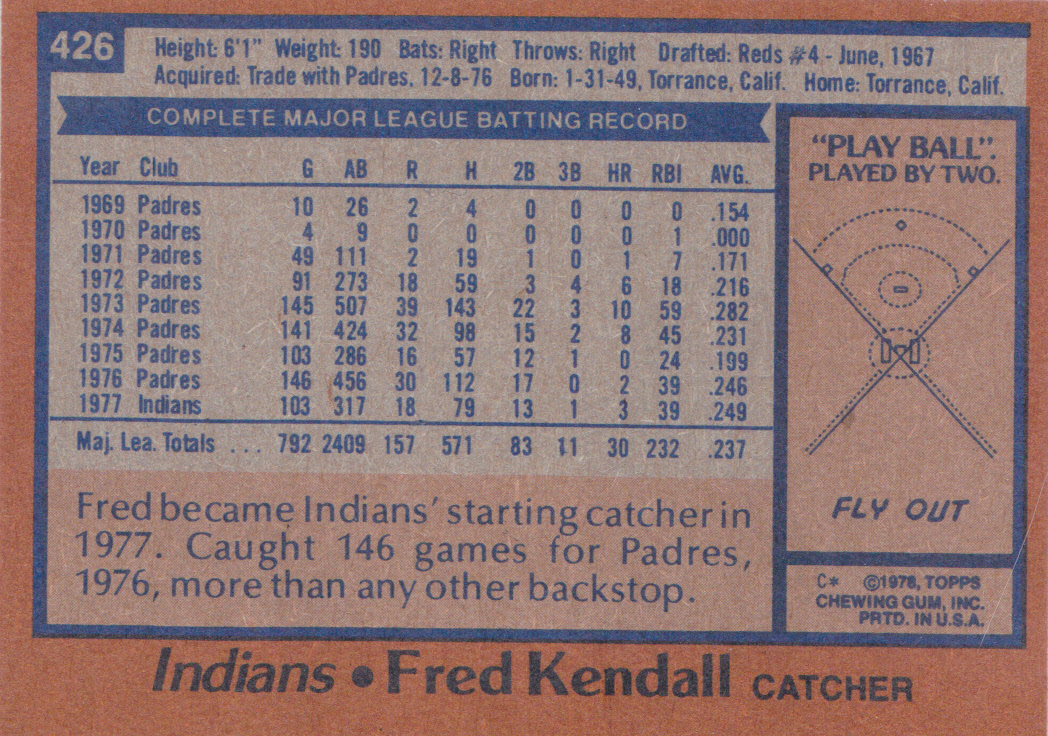 426
Height: 6'1" Weight: 190 Bats: Right Throws: Right Drafted: Reds #4 - June, 1967
Acquired: Trade with Padres, 12-8-76 Born: 1-31-49, Torrance, Calif. Home: Torrance, Calif.
COMPLETE MAJOR LEAGUE BATTING RECORD
Year Club G AB R H 2B 3B HR RBI AVG.
1969 Padres 10 26 2 4 0 0 0 0 .154
1970 Padres 4 9 0 0 0 0 0 1 .000
1971 Padres 49 111 2 19 1 0 1 7 .171
1972 Padres 91 273 18 59 3 4 6 18 .216
1973 Padres 145 507 39 143 22 3 10 59 .282
1974 Padres 141 424 32 98 15 2 8 45 .231
1975 Padres 103 286 16 57 12 1 0 24 .199
1976 Padres 146 456 30 112 17 0 2 39 .246
1977 Indians 103 317 18 79 13 1 3 39 .249
Maj. Lea. Totals ... 792 2409 157 571 83 11 30 232 .237
Fred became Indians' starting catcher in
1977. Caught 146 games for Padres,
1976, more than any other backstop.
"PLAY BALL".
PLAYED BY TWO.
FLY OUT
C* ©1978, TOPPS
CHEWING GUM, INC.
PRTD. IN U.S.A.
Indians • Fred Kendall CATCHER